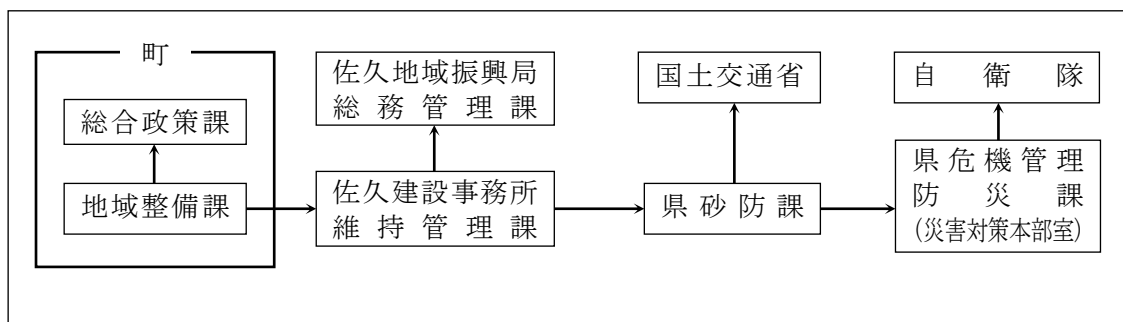 町
総合政策課
地域整備課
佐久地域振興局
総務管理課
佐久建設事務所
維持管理課
国土交通省
県砂防課
自衛隊
県危機管理
防災課
（災害対策本部室）